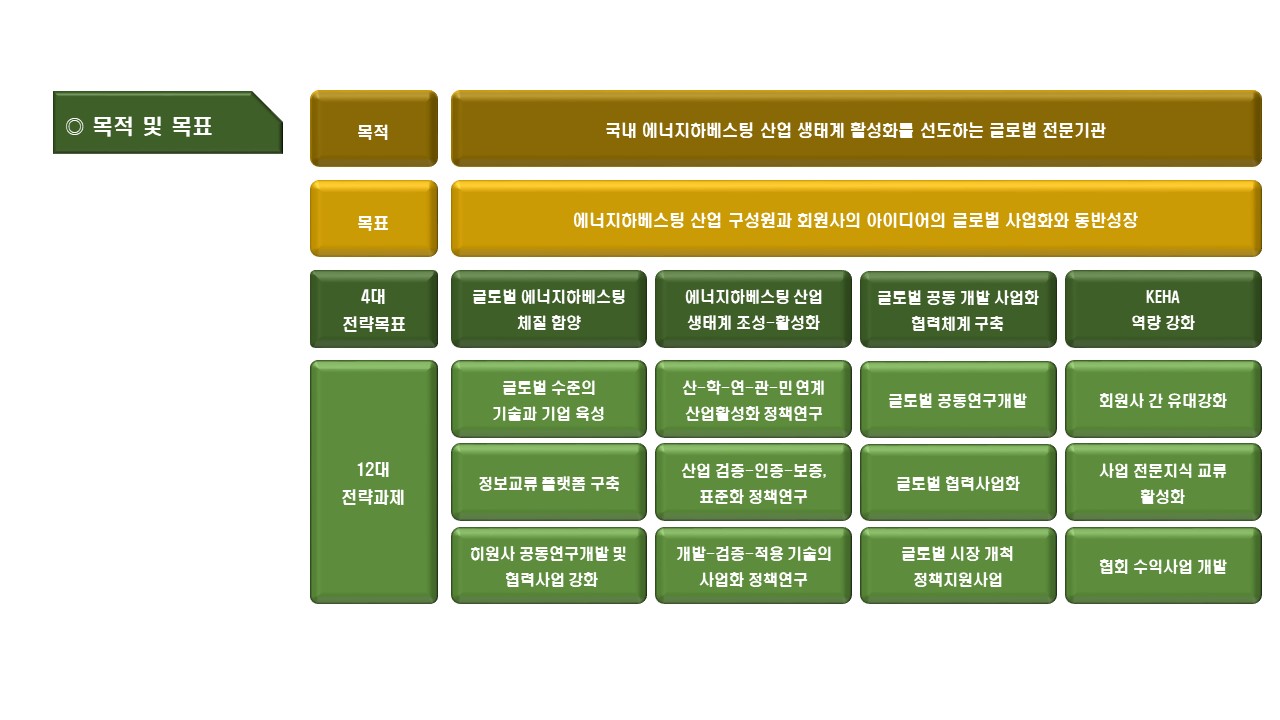 ◎ 목적 및 목표
목적
국내 에너지하베스팅 산업 생태계 활성화를 선도하는 글로벌 전문기관
목표
에너지하베스팅 산업 구성원과 회원사의 아이디어의 글로벌 사업화와 동반성장
4대
전략목표
글로벌 에너지하베스팅
체질 함양
에너지하베스팅 산업
생태계 조성-활성화
글로벌 공동 개발 사업화
협력체계 구축
KEHA
역량 강화
12대
전략과제
글로벌 수준의
기술과 기업 육성
산-학-연-관-민 연계
산업활성화 정책연구
글로벌 공동연구개발
회원사 간 유대강화
정보교류 플랫폼 구축
산업 검증-인증-보증,
표준화 정책연구
글로벌 협력사업화
사업 전문지식 교류
활성화
히원사 공동연구개발 및
협력사업 강화
개발-검증-적용 기술의
사업화 정책연구
글로벌 시장 개척
정책지원사업
협회 수익사업 개발